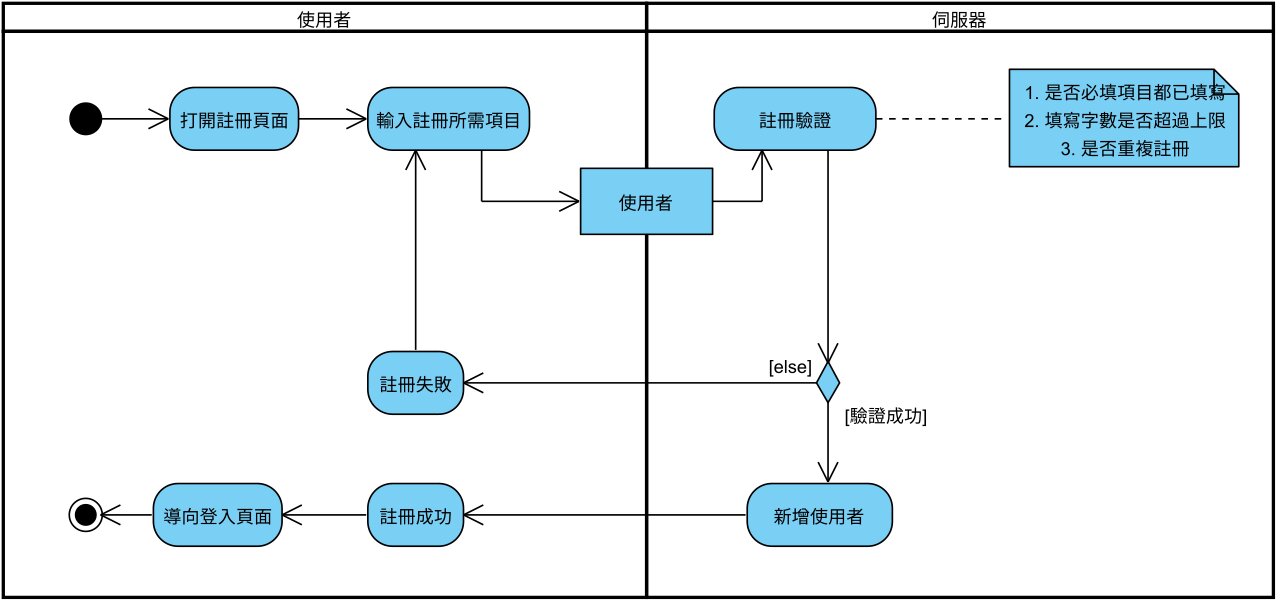 使用者
伺服器
打開註冊頁面
輸入註冊所需項目
註冊驗證
1. 是否必填項目都已填寫
2. 填寫字數是否超過上限
3. 是否重複註冊
使用者
註冊失敗
[else]
[驗證成功]
導向登入頁面
註冊成功
新增使用者